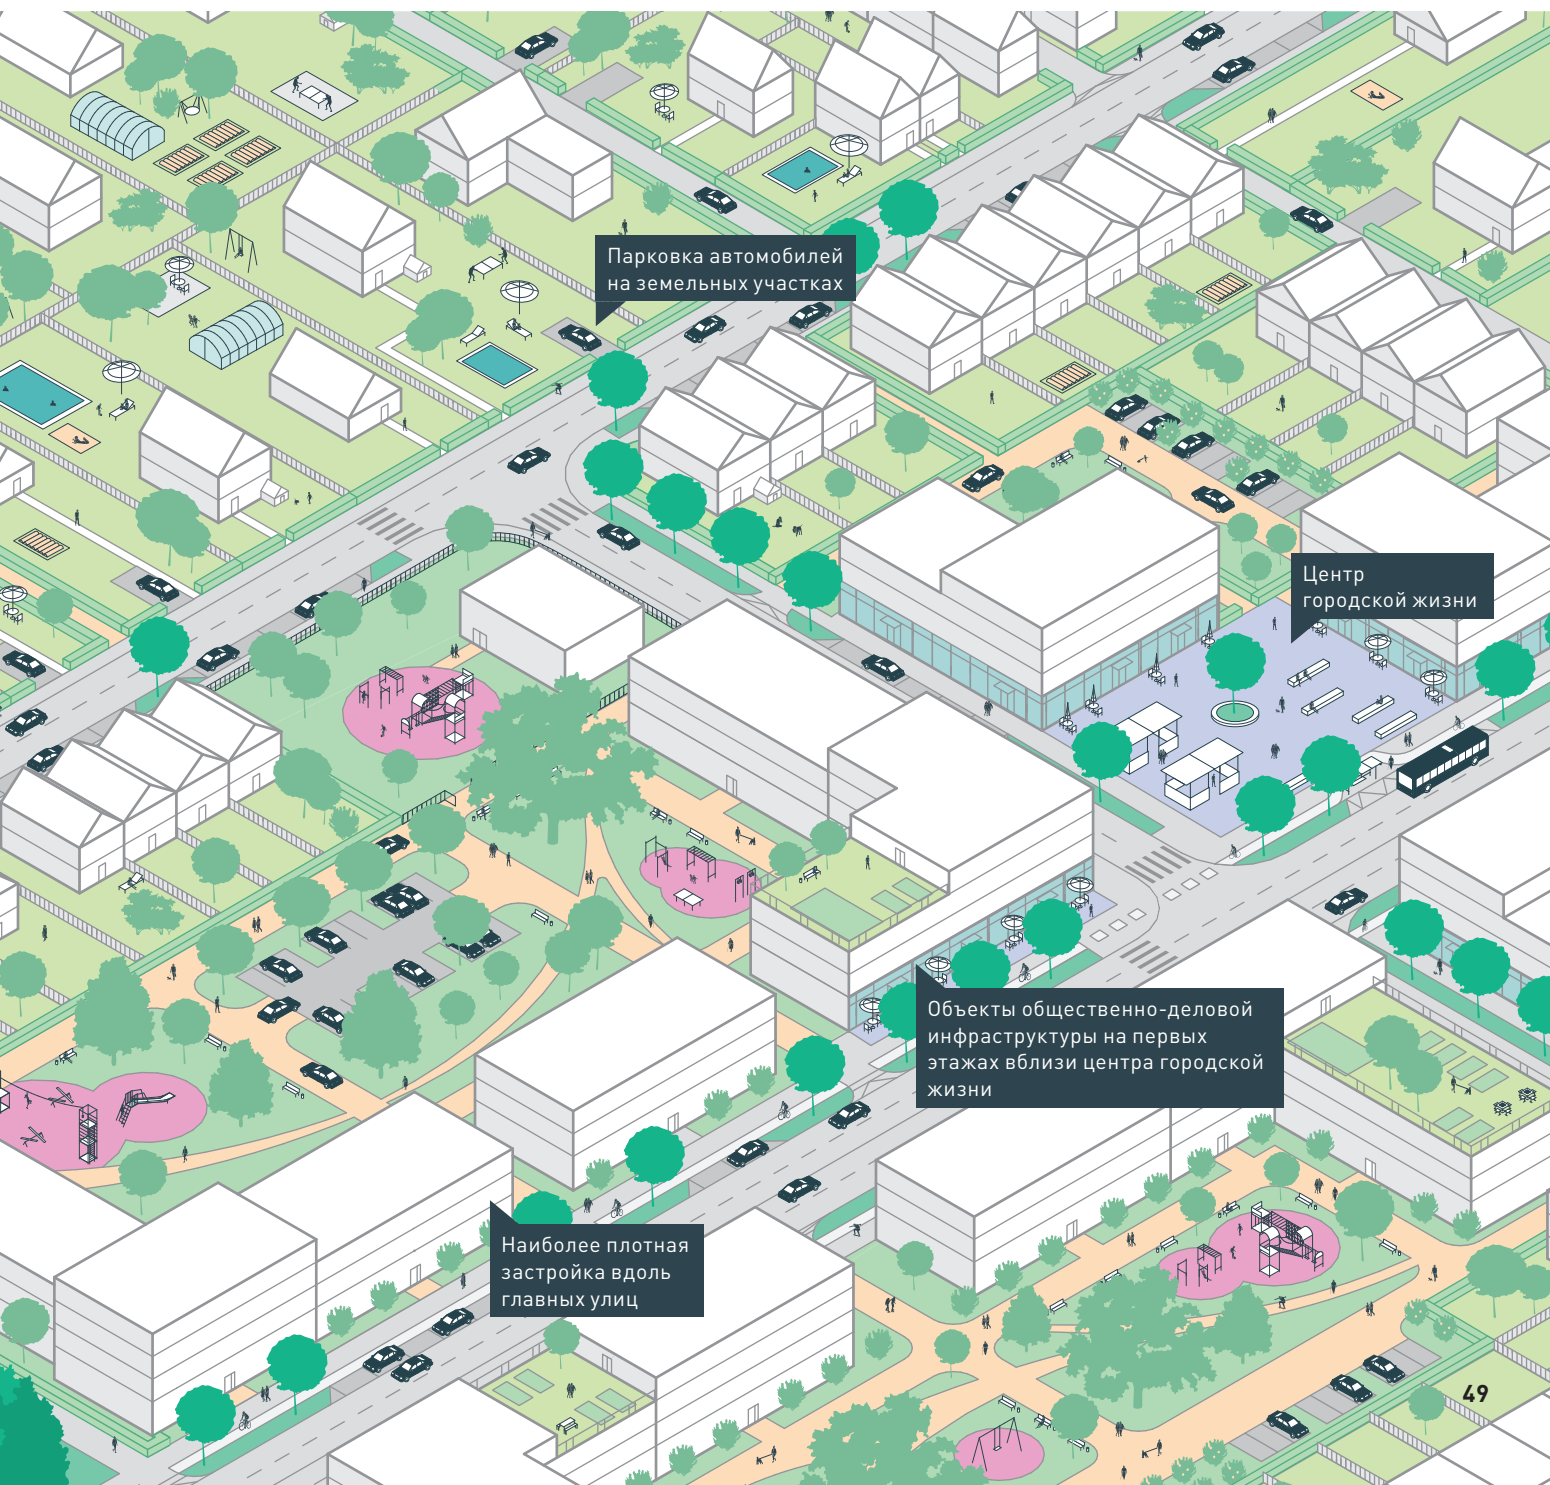 Парковка автомобилей
на земельных участках
Центр
городской жизни
Объекты общественно-деловой
инфраструктуры на первых
этажах вблизи центра городской
жизни
Наиболее плотная
застройка вдоль
главных улиц
49